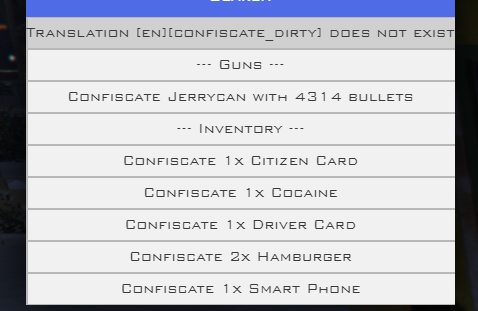 Translation [en][confiscate_dirty] does not exist
--- Guns ---
Confiscate Jerrycan with 4314 bullets
--- Inventory ---
Confiscate 1x Citizen Card
Confiscate 1x Cocaine
Confiscate 1x Driver Card
Confiscate 2x Hamburger
Confiscate 1x Smart Phone